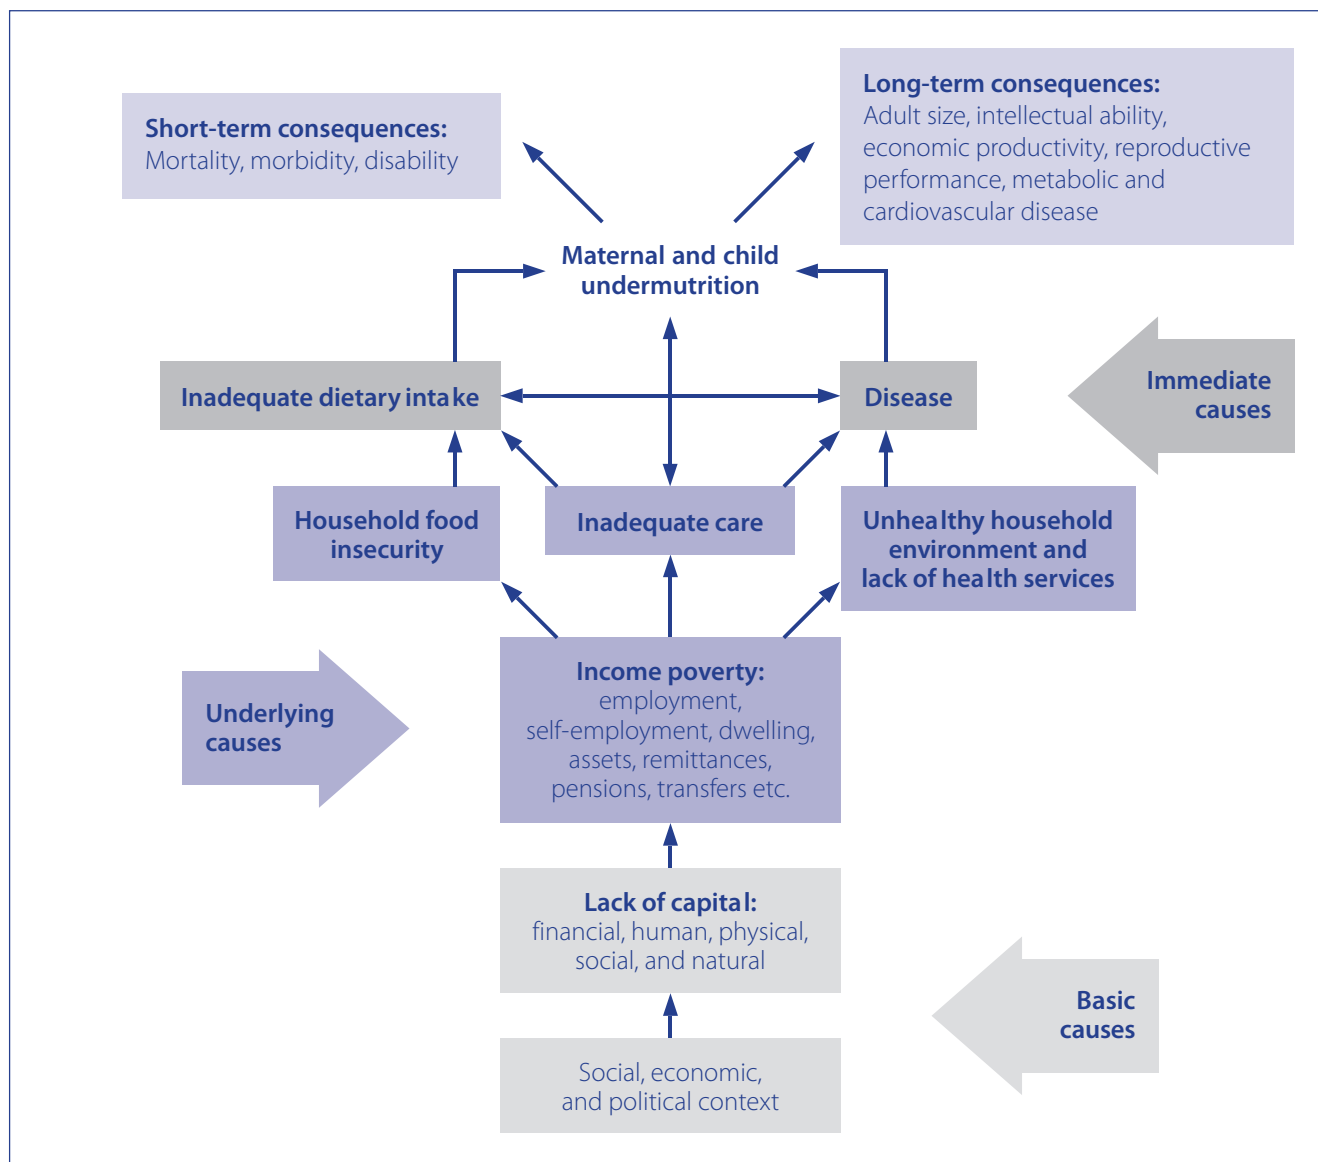 Short-term consequences:
Mortality, morbidity, disability
Long-term consequences:
Adult size, intellectual ability,
economic productivity, reproductive
performance, metabolic and
cardiovascular disease
Maternal and child
undermutrition
Inadequate dietary intake
Disease
Immediate
causes
Household food
insecurity
Inadequate care
Unhealthy household
environment and
lack of health services
Underlying
causes
Income poverty:
employment,
self-employment, dwelling,
assets, remittances,
pensions, transfers etc.
Lack of capital:
financial, human, physical,
social, and natural
Basic
causes
Social, economic,
and political context